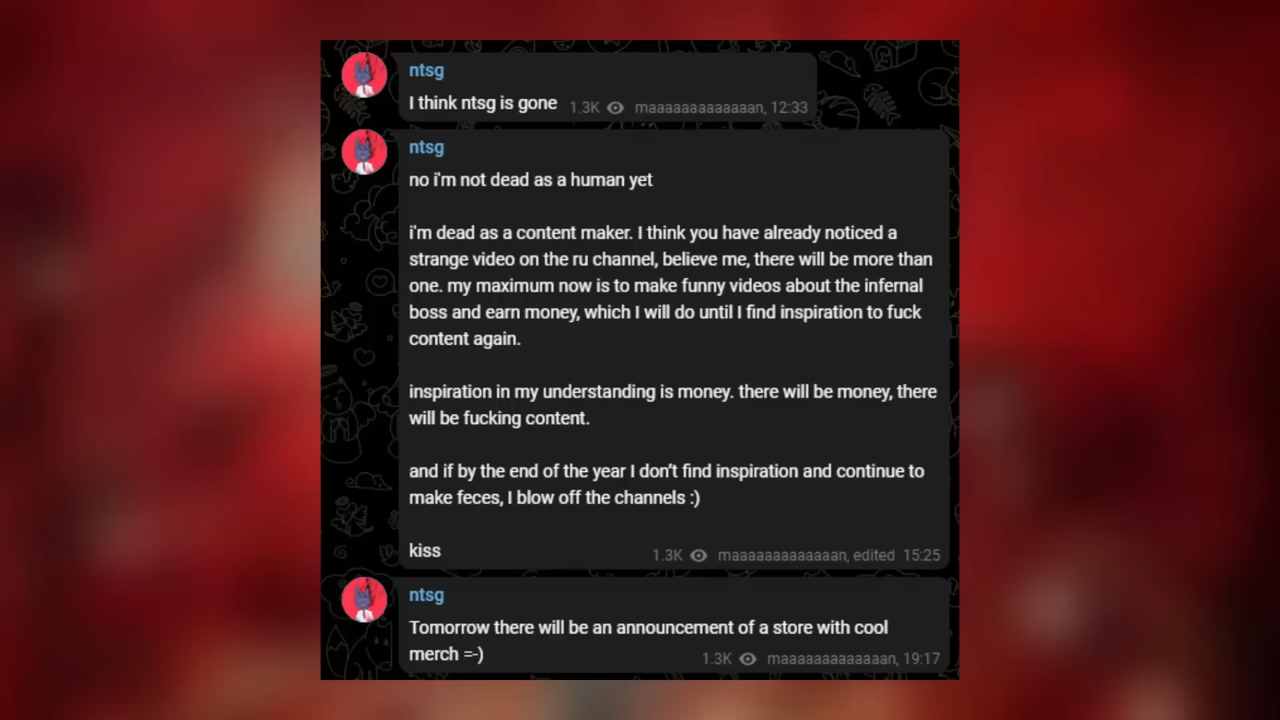 ntsg
I think ntsg is gone 1.3K maaaaaaaaaaaaan, 12:33
ntsg
no i'm not dead as a human yet
i'm dead as a content maker. I think you have already noticed a
strange video on the ru channel, believe me, there will be more than
one. my maximum now is to make funny videos about the infernal
boss and earn money, which I will do until I find inspiration to fuck
content again.
inspiration in my understanding is money. there will be money, there
will be fucking content.
and if by the end of the year I don't find inspiration and continue to
make feces, I blow off the channels :)
kiss 1.3K maaaaaaaaaaaaan, edited 15:25
ntsg
Tomorrow there will be an announcement of a store with cool
merch =-) 1.3K maaaaaaaaaaaaan, 19:17